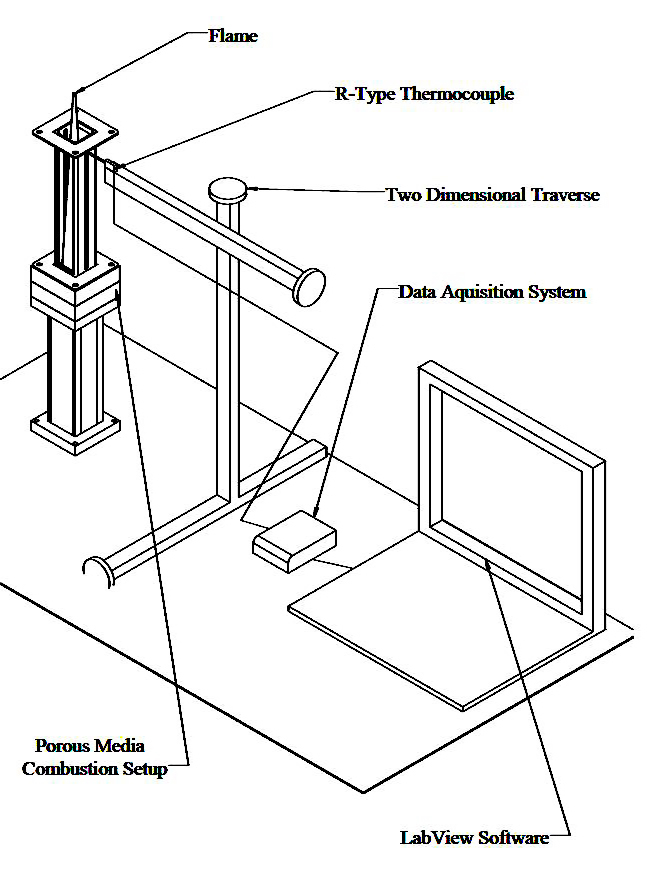 Flame
R-Type Thermocouple
Two Dimensional Traverse
Data Aquisition System
Porous Media
Combustion Setup
LabView Software